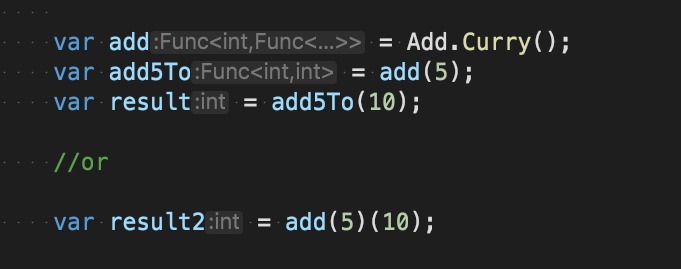 var add:Func<int,Func<...>> = Add.Curry();
var add5To:Func<int,int> = add(5);
var result:int = add5To(10);
//or
var result2:int = add(5)(10);